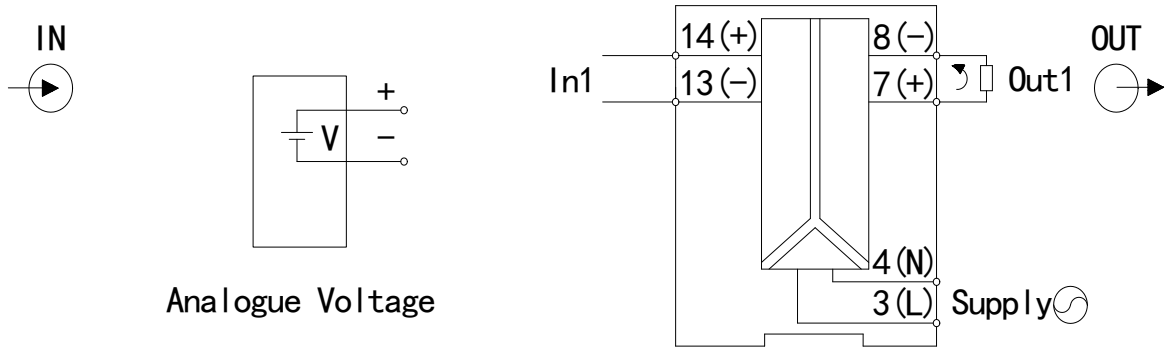 IN
+
V
−
Analogue Voltage
In1
14(+)
13(−)
8(−)
7(+)
Out1
OUT
4(N)
3(L)
Supply